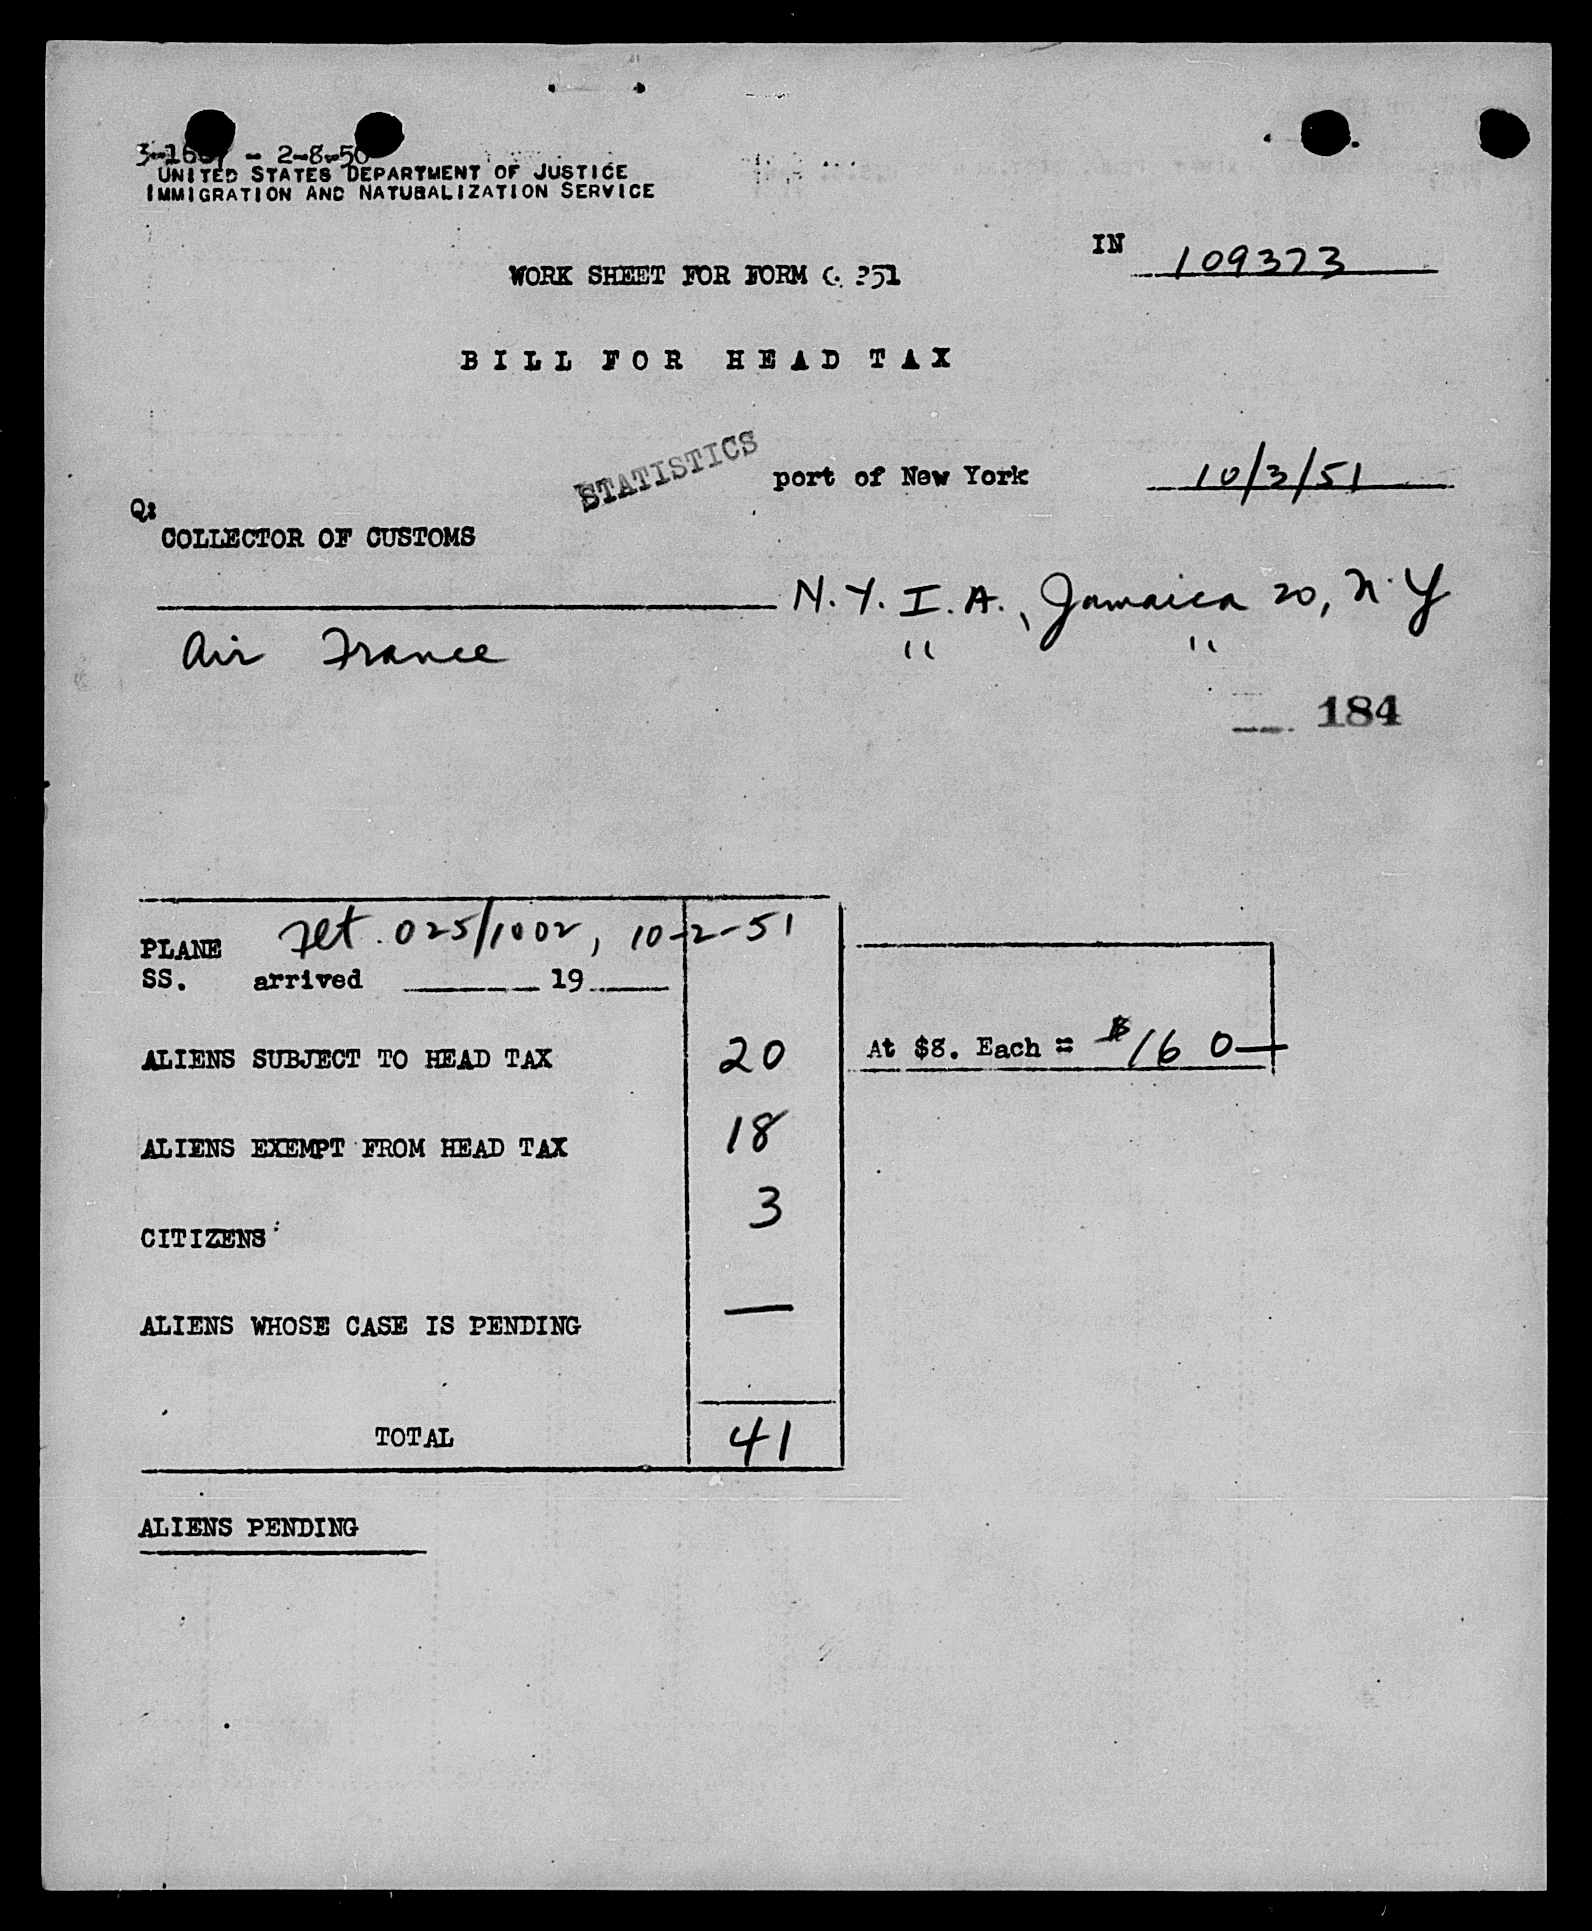 - 2-8-50
UNITED STATES DEPARTMENT OF JUSTICE
IMMIGRATION AND NATURALIZATION SERVICE
IN 109373
WORK SHEET FOR FORM
BILL FOR HEAD TAX
STATISTICS
port of New York 10/3/51
COLLECTOR OF CUSTOMS
N.Y.I.A., Jamaica 20, N.Y
Air France " "
184
PLANE Flt. 025/1002, 10-2-51
SS. arrived 19
ALIENS SUBJECT TO HEAD TAX 20 At $8. Each = $160
ALIENS EXEMPT FROM HEAD TAX 18
CITIZENS 3
ALIENS WHOSE CASE IS PENDING —
TOTAL 41
ALIENS PENDING